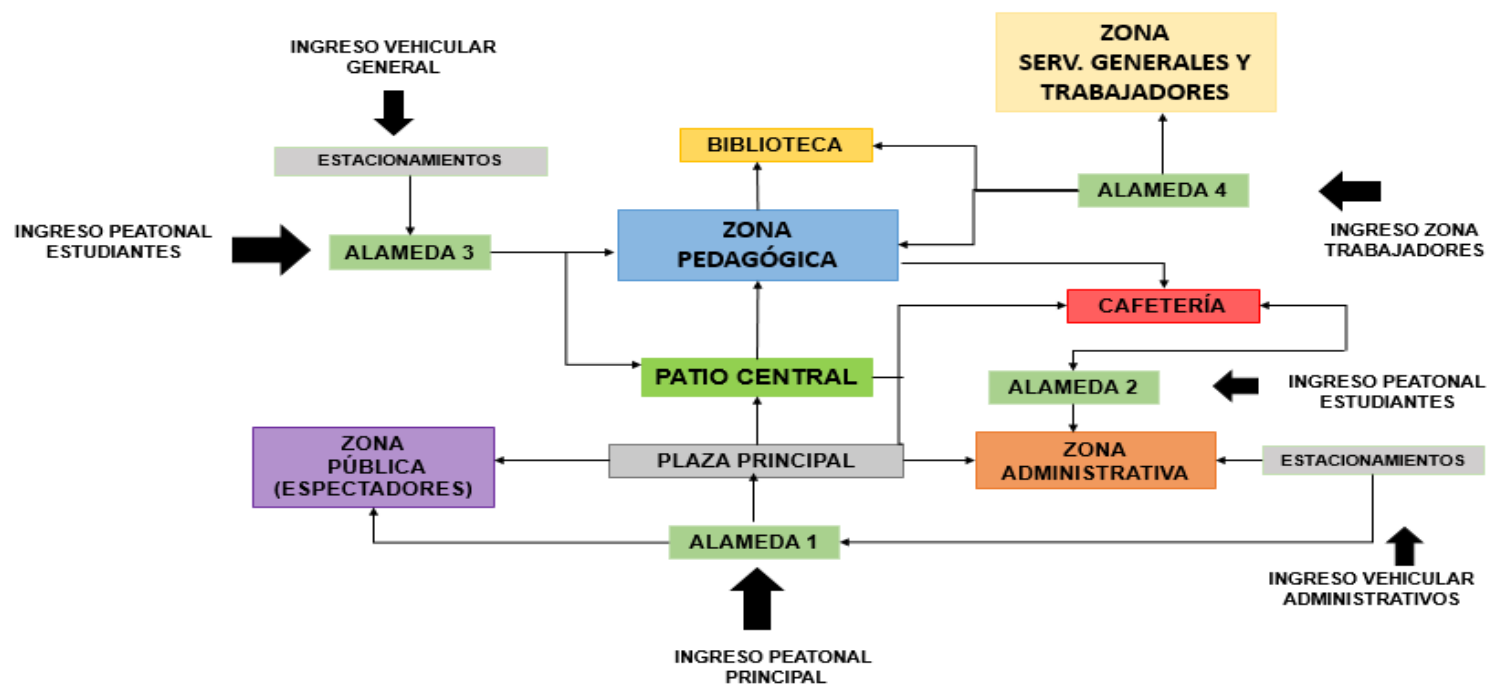 INGRESO VEHICULAR
GENERAL
ZONA
SERV. GENERALES Y
TRABAJADORES
BIBLIOTECA
ESTACIONAMIENTOS
ALAMEDA 4
INGRESO PEATONAL
ESTUDIANTES
ALAMEDA 3
ZONA
PEDAGÓGICA
INGRESO ZONA
TRABAJADORES
CAFETERÍA
PATIO CENTRAL
ALAMEDA 2
INGRESO PEATONAL
ESTUDIANTES
ZONA
PÚBLICA
(ESPECTADORES)
PLAZA PRINCIPAL
ZONA
ADMINISTRATIVA
ESTACIONAMIENTOS
ALAMEDA 1
INGRESO VEHICULAR
ADMINISTRATIVOS
INGRESO PEATONAL
PRINCIPAL